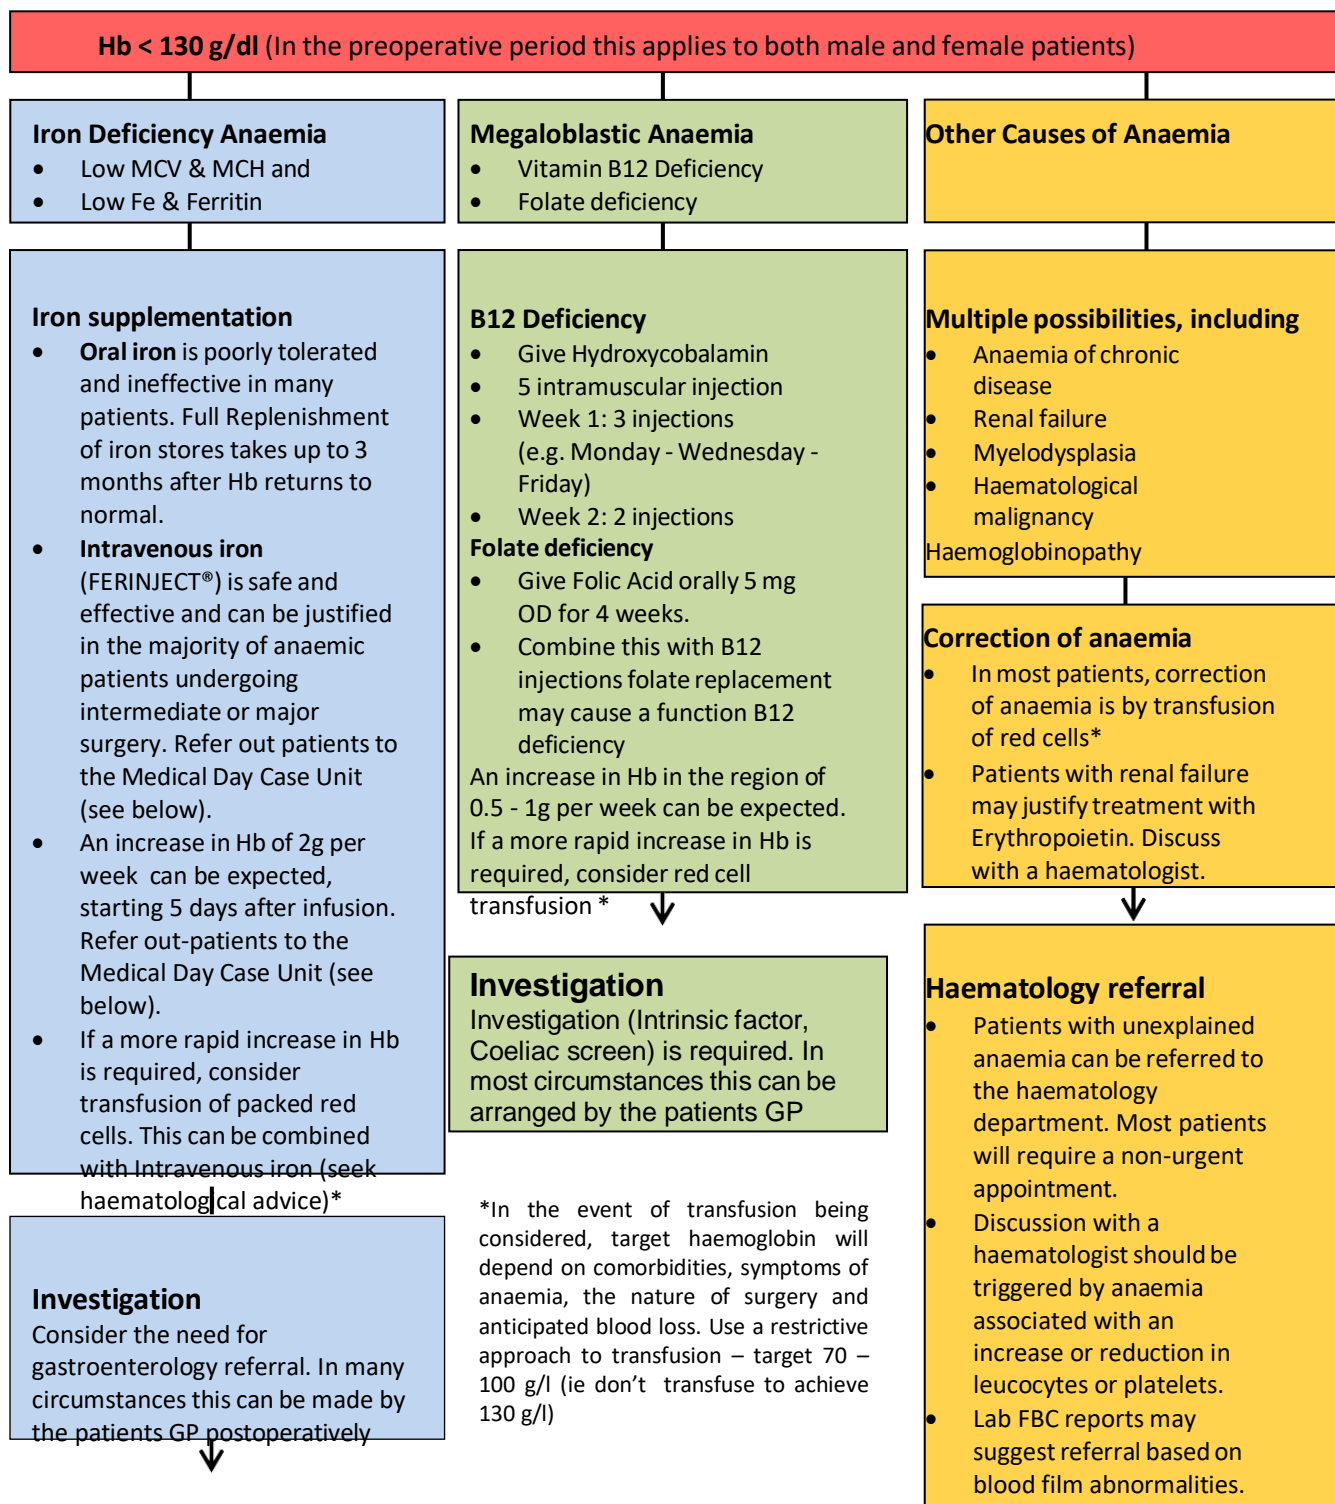 Hb < 130 g/dl (In the preoperative period this applies to both male and female patients)
Iron Deficiency Anaemia
• Low MCV & MCH and
• Low Fe & Ferritin
Iron supplementation
• Oral iron is poorly tolerated
and ineffective in many
patients. Full Replenishment
of iron stores takes up to 3
months after Hb returns to
normal.
• Intravenous iron
(FERINJECT®) is safe and
effective and can be justified
in the majority of anaemic
patients undergoing
intermediate or major
surgery. Refer out patients to
the Medical Day Case Unit
(see below).
• An increase in Hb of 2g per
week can be expected,
starting 5 days after infusion.
Refer out-patients to the
Medical Day Case Unit (see
below).
• If a more rapid increase in Hb
is required, consider
transfusion of packed red
cells. This can be combined
with Intravenous iron (seek
haematological advice)*
Investigation
Consider the need for
gastroenterology referral. In many
circumstances this can be made by
the patients GP postoperatively
Megaloblastic Anaemia
• Vitamin B12 Deficiency
• Folate deficiency
B12 Deficiency
• Give Hydroxycobalamin
• 5 intramuscular injection
• Week 1: 3 injections
(e.g. Monday - Wednesday -
Friday)
• Week 2: 2 injections
Folate deficiency
• Give Folic Acid orally 5 mg
OD for 4 weeks.
• Combine this with B12
injections folate replacement
may cause a function B12
deficiency
An increase in Hb in the region of
0.5 - 1g per week can be expected.
If a more rapid increase in Hb is
required, consider red cell
transfusion *
Investigation
Investigation (Intrinsic factor,
Coeliac screen) is required. In
most circumstances this can be
arranged by the patients GP
*In the event of transfusion being
considered, target haemoglobin will
depend on comorbidities, symptoms of
anaemia, the nature of surgery and
anticipated blood loss. Use a restrictive
approach to transfusion – target 70 –
100 g/l (ie don't transfuse to achieve
130 g/l)
Other Causes of Anaemia
Multiple possibilities, including
• Anaemia of chronic
disease
• Renal failure
• Myelodysplasia
• Haematological
malignancy
Haemoglobinopathy
Correction of anaemia
• In most patients, correction
of anaemia is by transfusion
of red cells*
• Patients with renal failure
may justify treatment with
Erythropoietin. Discuss
with a haematologist.
Haematology referral
• Patients with unexplained
anaemia can be referred to
the haematology
department. Most patients
will require a non-urgent
appointment.
• Discussion with a
haematologist should be
triggered by anaemia
associated with an
increase or reduction in
leucocytes or platelets.
• Lab FBC reports may
suggest referral based on
blood film abnormalities.